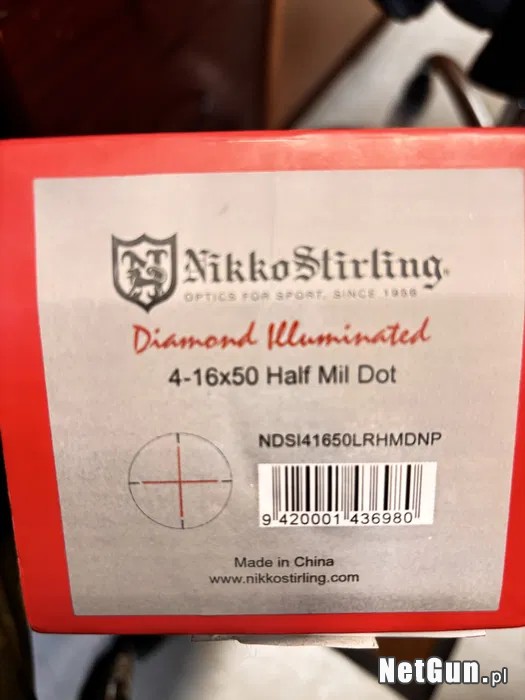 NikkoStirling
OPTICS FOR SPORT, SINCE 1956
Diamond Illuminated
4-16x50 Half Mil Dot
NDSI41650LRHMDNP
9 420001 436980
Made in China
www.nikkostirling.com
NetGun.pl